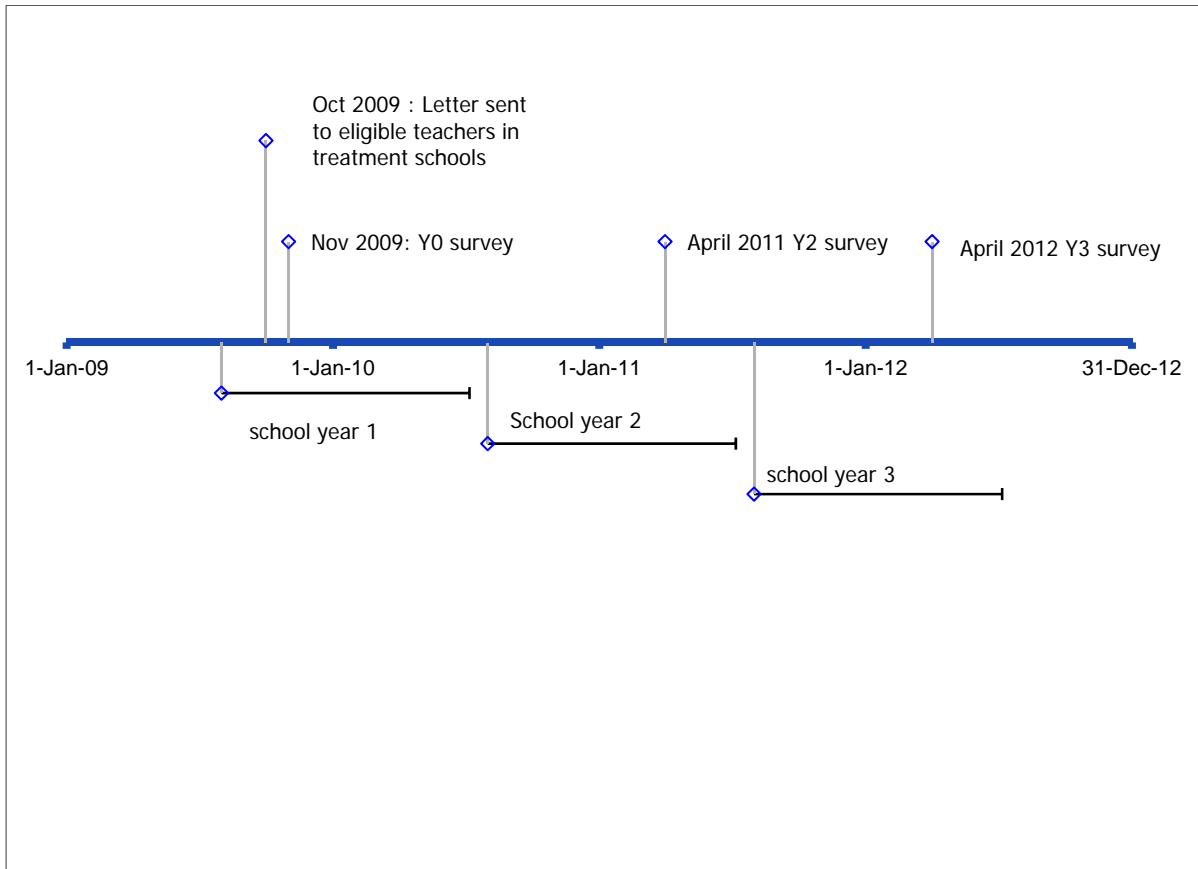 Oct 2009 : Letter sent
to eligible teachers in
treatment schools
Nov 2009: Y0 survey
April 2011 Y2 survey
April 2012 Y3 survey
1-Jan-09
1-Jan-10
1-Jan-11
1-Jan-12
31-Dec-12
school year 1
School year 2
school year 3